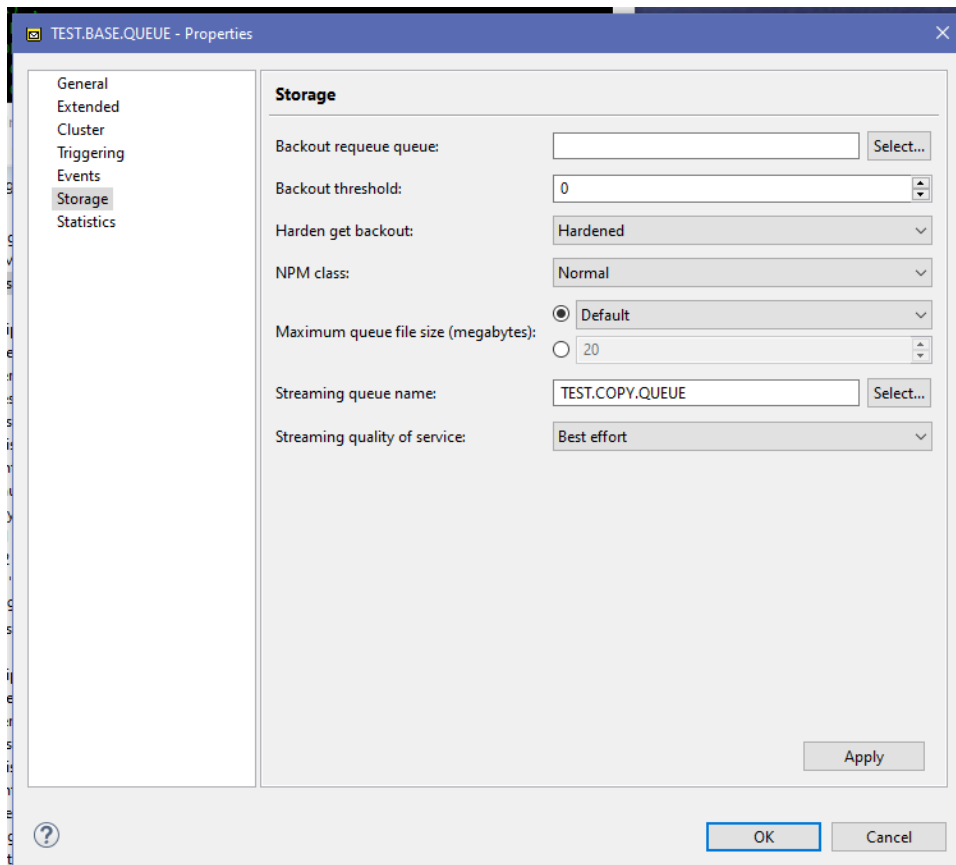 TEST.BASE.QUEUE - Properties
General
Extended
Cluster
Triggering
Events
Storage
Statistics
Storage
Backout requeue queue:
Select...
Backout threshold:
0
Harden get backout:
Hardened
NPM class:
Normal
Maximum queue file size (megabytes):
Default
20
Streaming queue name:
TEST.COPY.QUEUE
Select...
Streaming quality of service:
Best effort
Apply
?
OK
Cancel